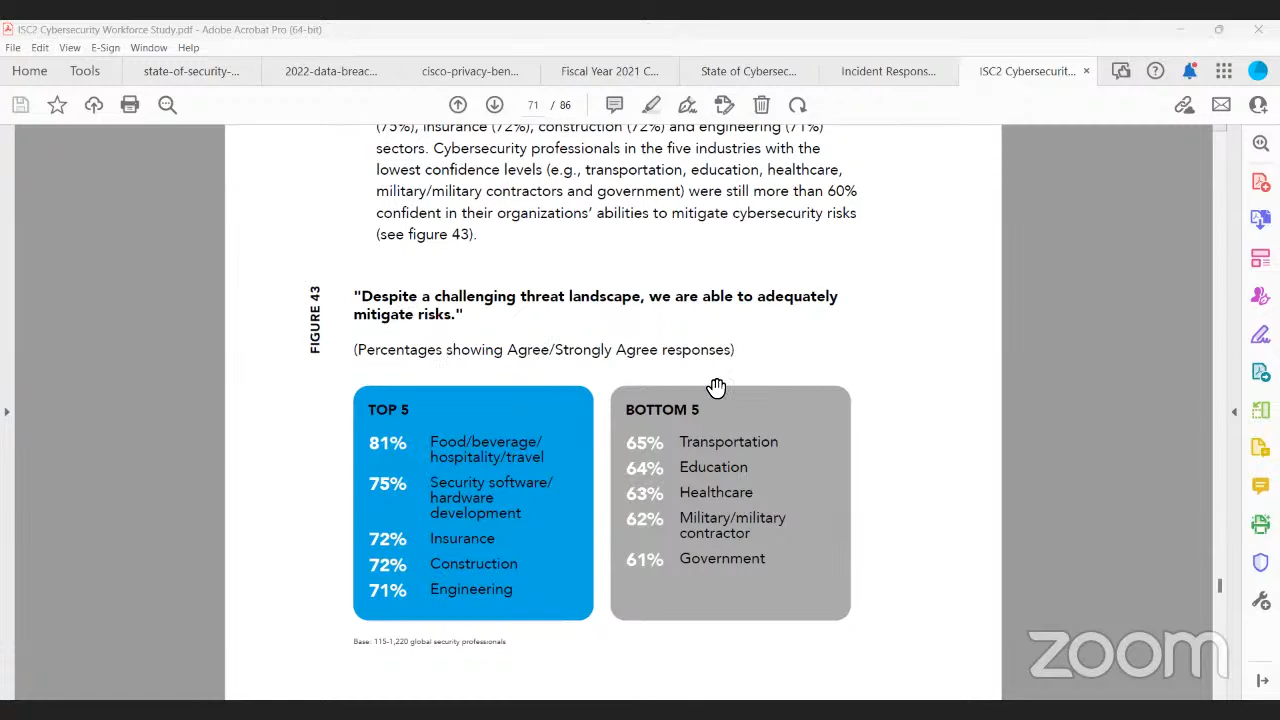 ISC2 Cybersecurity Workforce Study.pdf - Adobe Acrobat Pro (64-bit)
File Edit View E-Sign Window Help
Home Tools state-of-security-... 2022-data-breac... cisco-privacy-ben... Fiscal Year 2021 C... State of Cybersec... Incident Respons... ISC2 Cybersecurit... ×
71 / 86
(75%), insurance (72%), construction (72%) and engineering (71%)
sectors. Cybersecurity professionals in the five industries with the
lowest confidence levels (e.g., transportation, education, healthcare,
military/military contractors and government) were still more than 60%
confident in their organizations’ abilities to mitigate cybersecurity risks
(see figure 43).
FIGURE 43
"Despite a challenging threat landscape, we are able to adequately
mitigate risks."
(Percentages showing Agree/Strongly Agree responses)
TOP 5
81% Food/beverage/
hospitality/travel
75% Security software/
hardware
development
72% Insurance
72% Construction
71% Engineering
BOTTOM 5
65% Transportation
64% Education
63% Healthcare
62% Military/military
contractor
61% Government
Base: 115-1,220 global security professionals
zoom